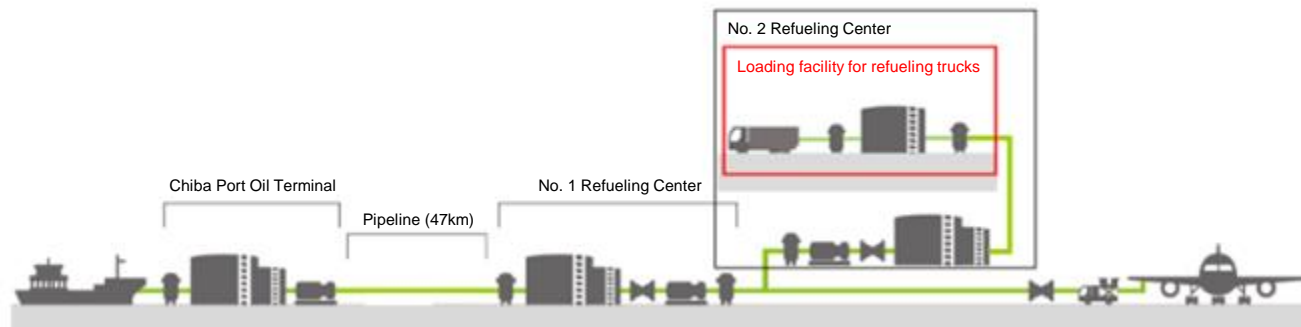 No. 2 Refueling Center
Loading facility for refueling trucks
Chiba Port Oil Terminal
No. 1 Refueling Center
Pipeline (47km)